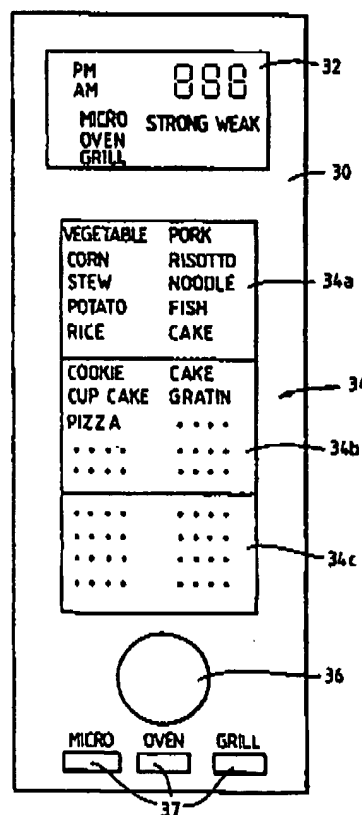 PM 888 32
AM
MICRO STRONG WEAK
OVEN
GRILL
30
VEGETABLE PORK
CORN RISOTTO
STEW NOODLE 34a
POTATO FISH
RICE CAKE
COOKIE CAKE 34
CUP CAKE GRATIN
PIZZA . . . .
. . . . . . . . 34b
. . . . . . . .
. . . . . . . .
. . . . . . . .
. . . . . . . . 34c
. . . . . . . .
36
MICRO OVEN GRILL
37